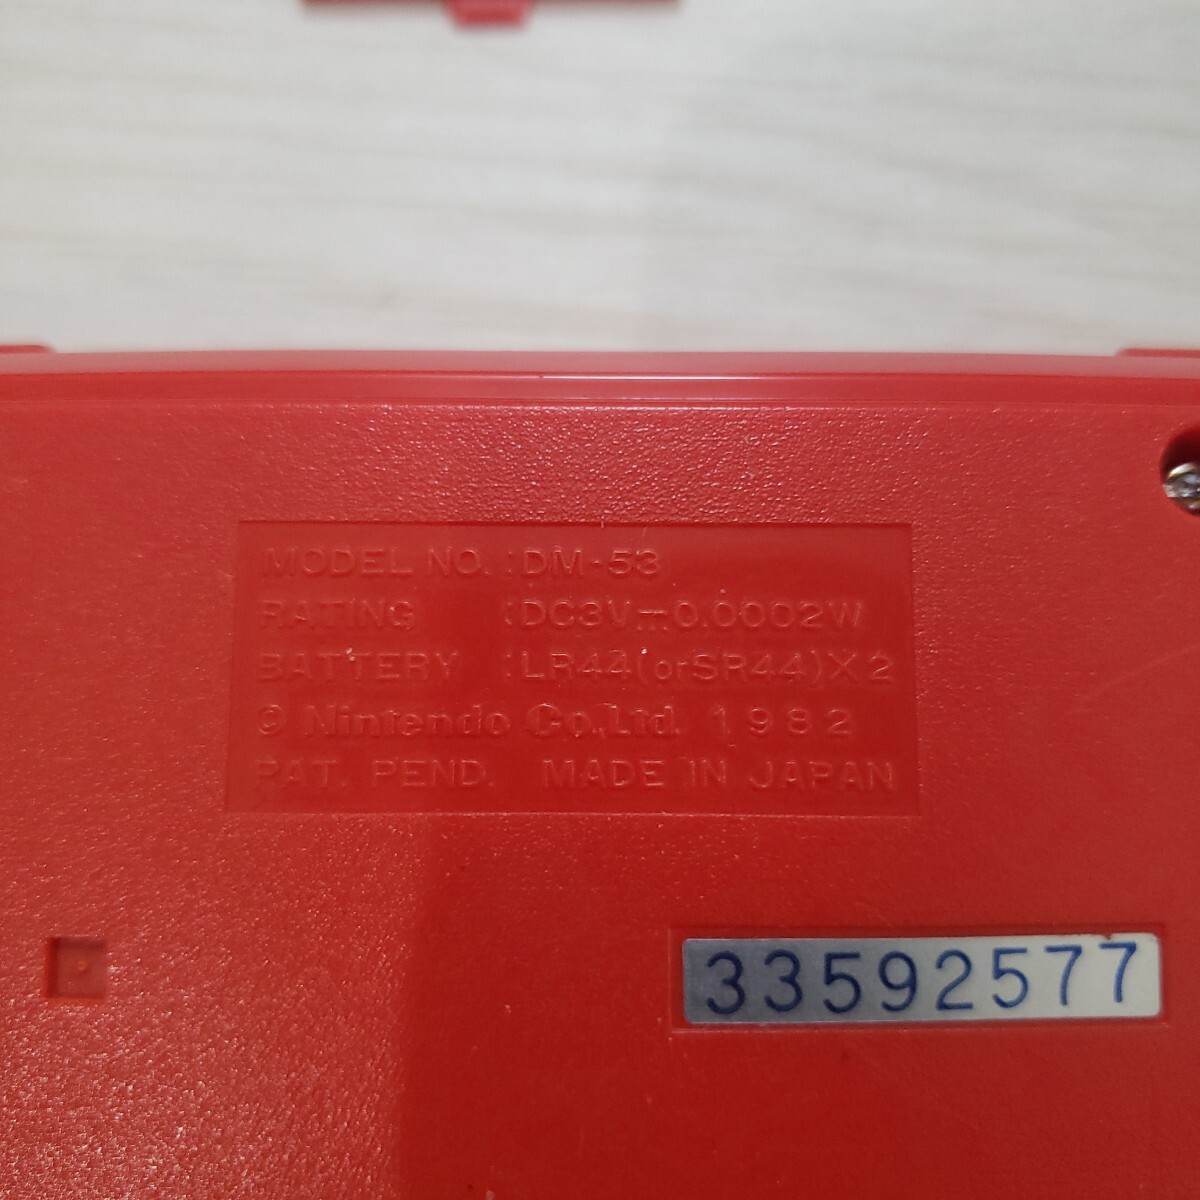 MODEL NO. :DM-53
RATING :DC3V⎓0.0002W
BATTERY :LR44(orSR44)X2
© Nintendo Co.,Ltd. 1982
PAT. PEND. MADE IN JAPAN
33592577